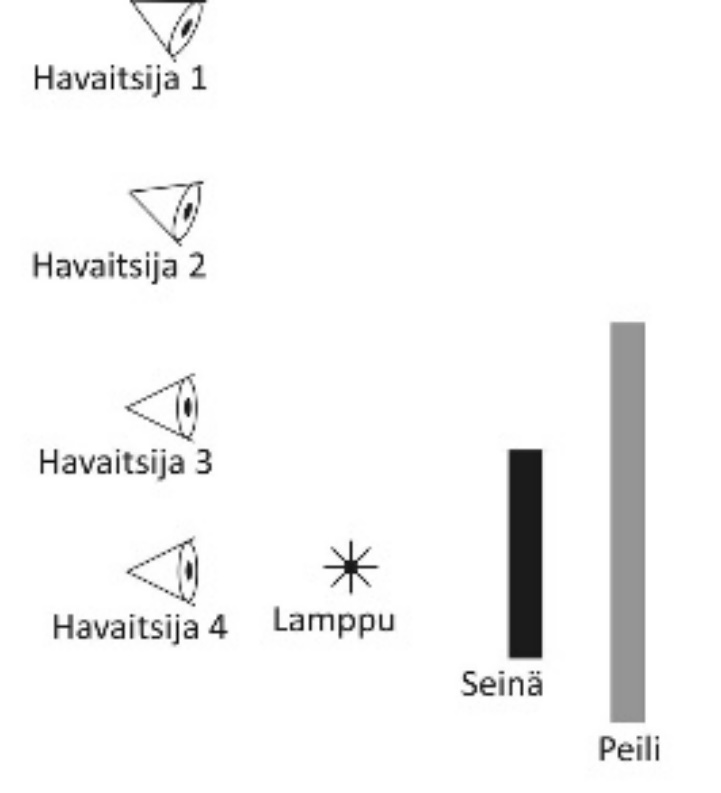 Havaitsija 1
Havaitsija 2
Havaitsija 3
Havaitsija 4
Lamppu
Seinä
Peili